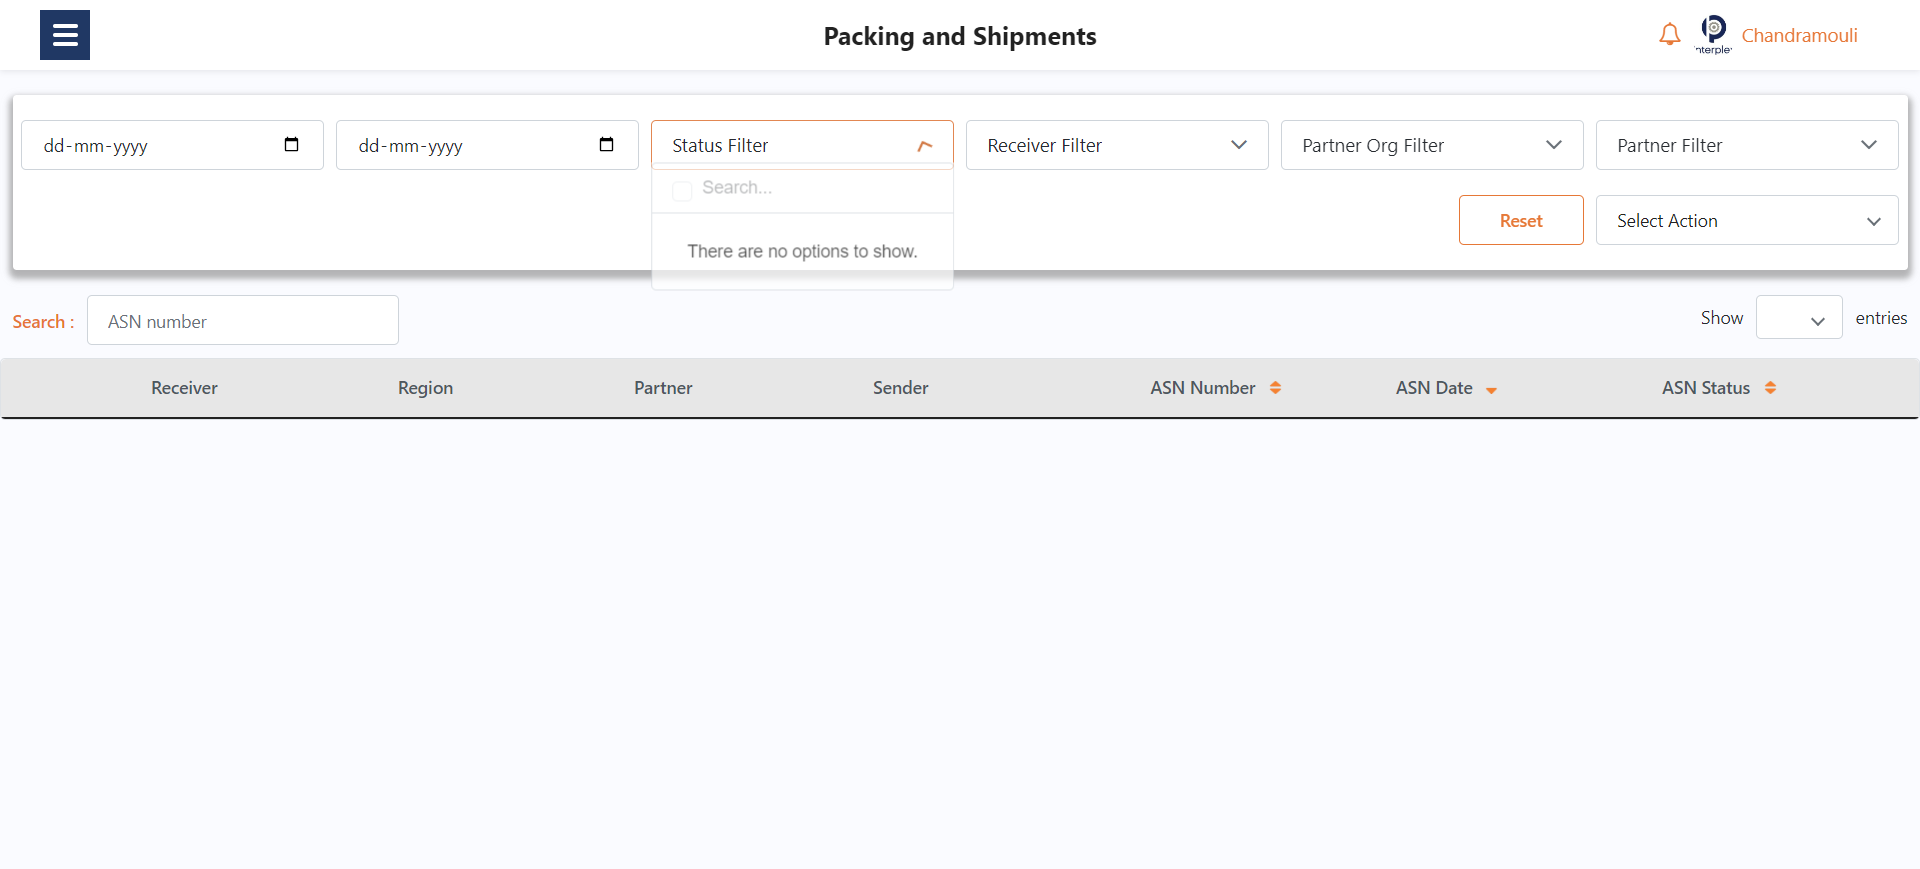 Packing and Shipments
nterple
Chandramouli
dd-mm-yyyy
dd-mm-yyyy
Status Filter
Receiver Filter
Partner Org Filter
Partner Filter
Search...
There are no options to show.
Reset
Select Action
Search :
ASN number
Show
entries
Receiver
Region
Partner
Sender
ASN Number
ASN Date
ASN Status